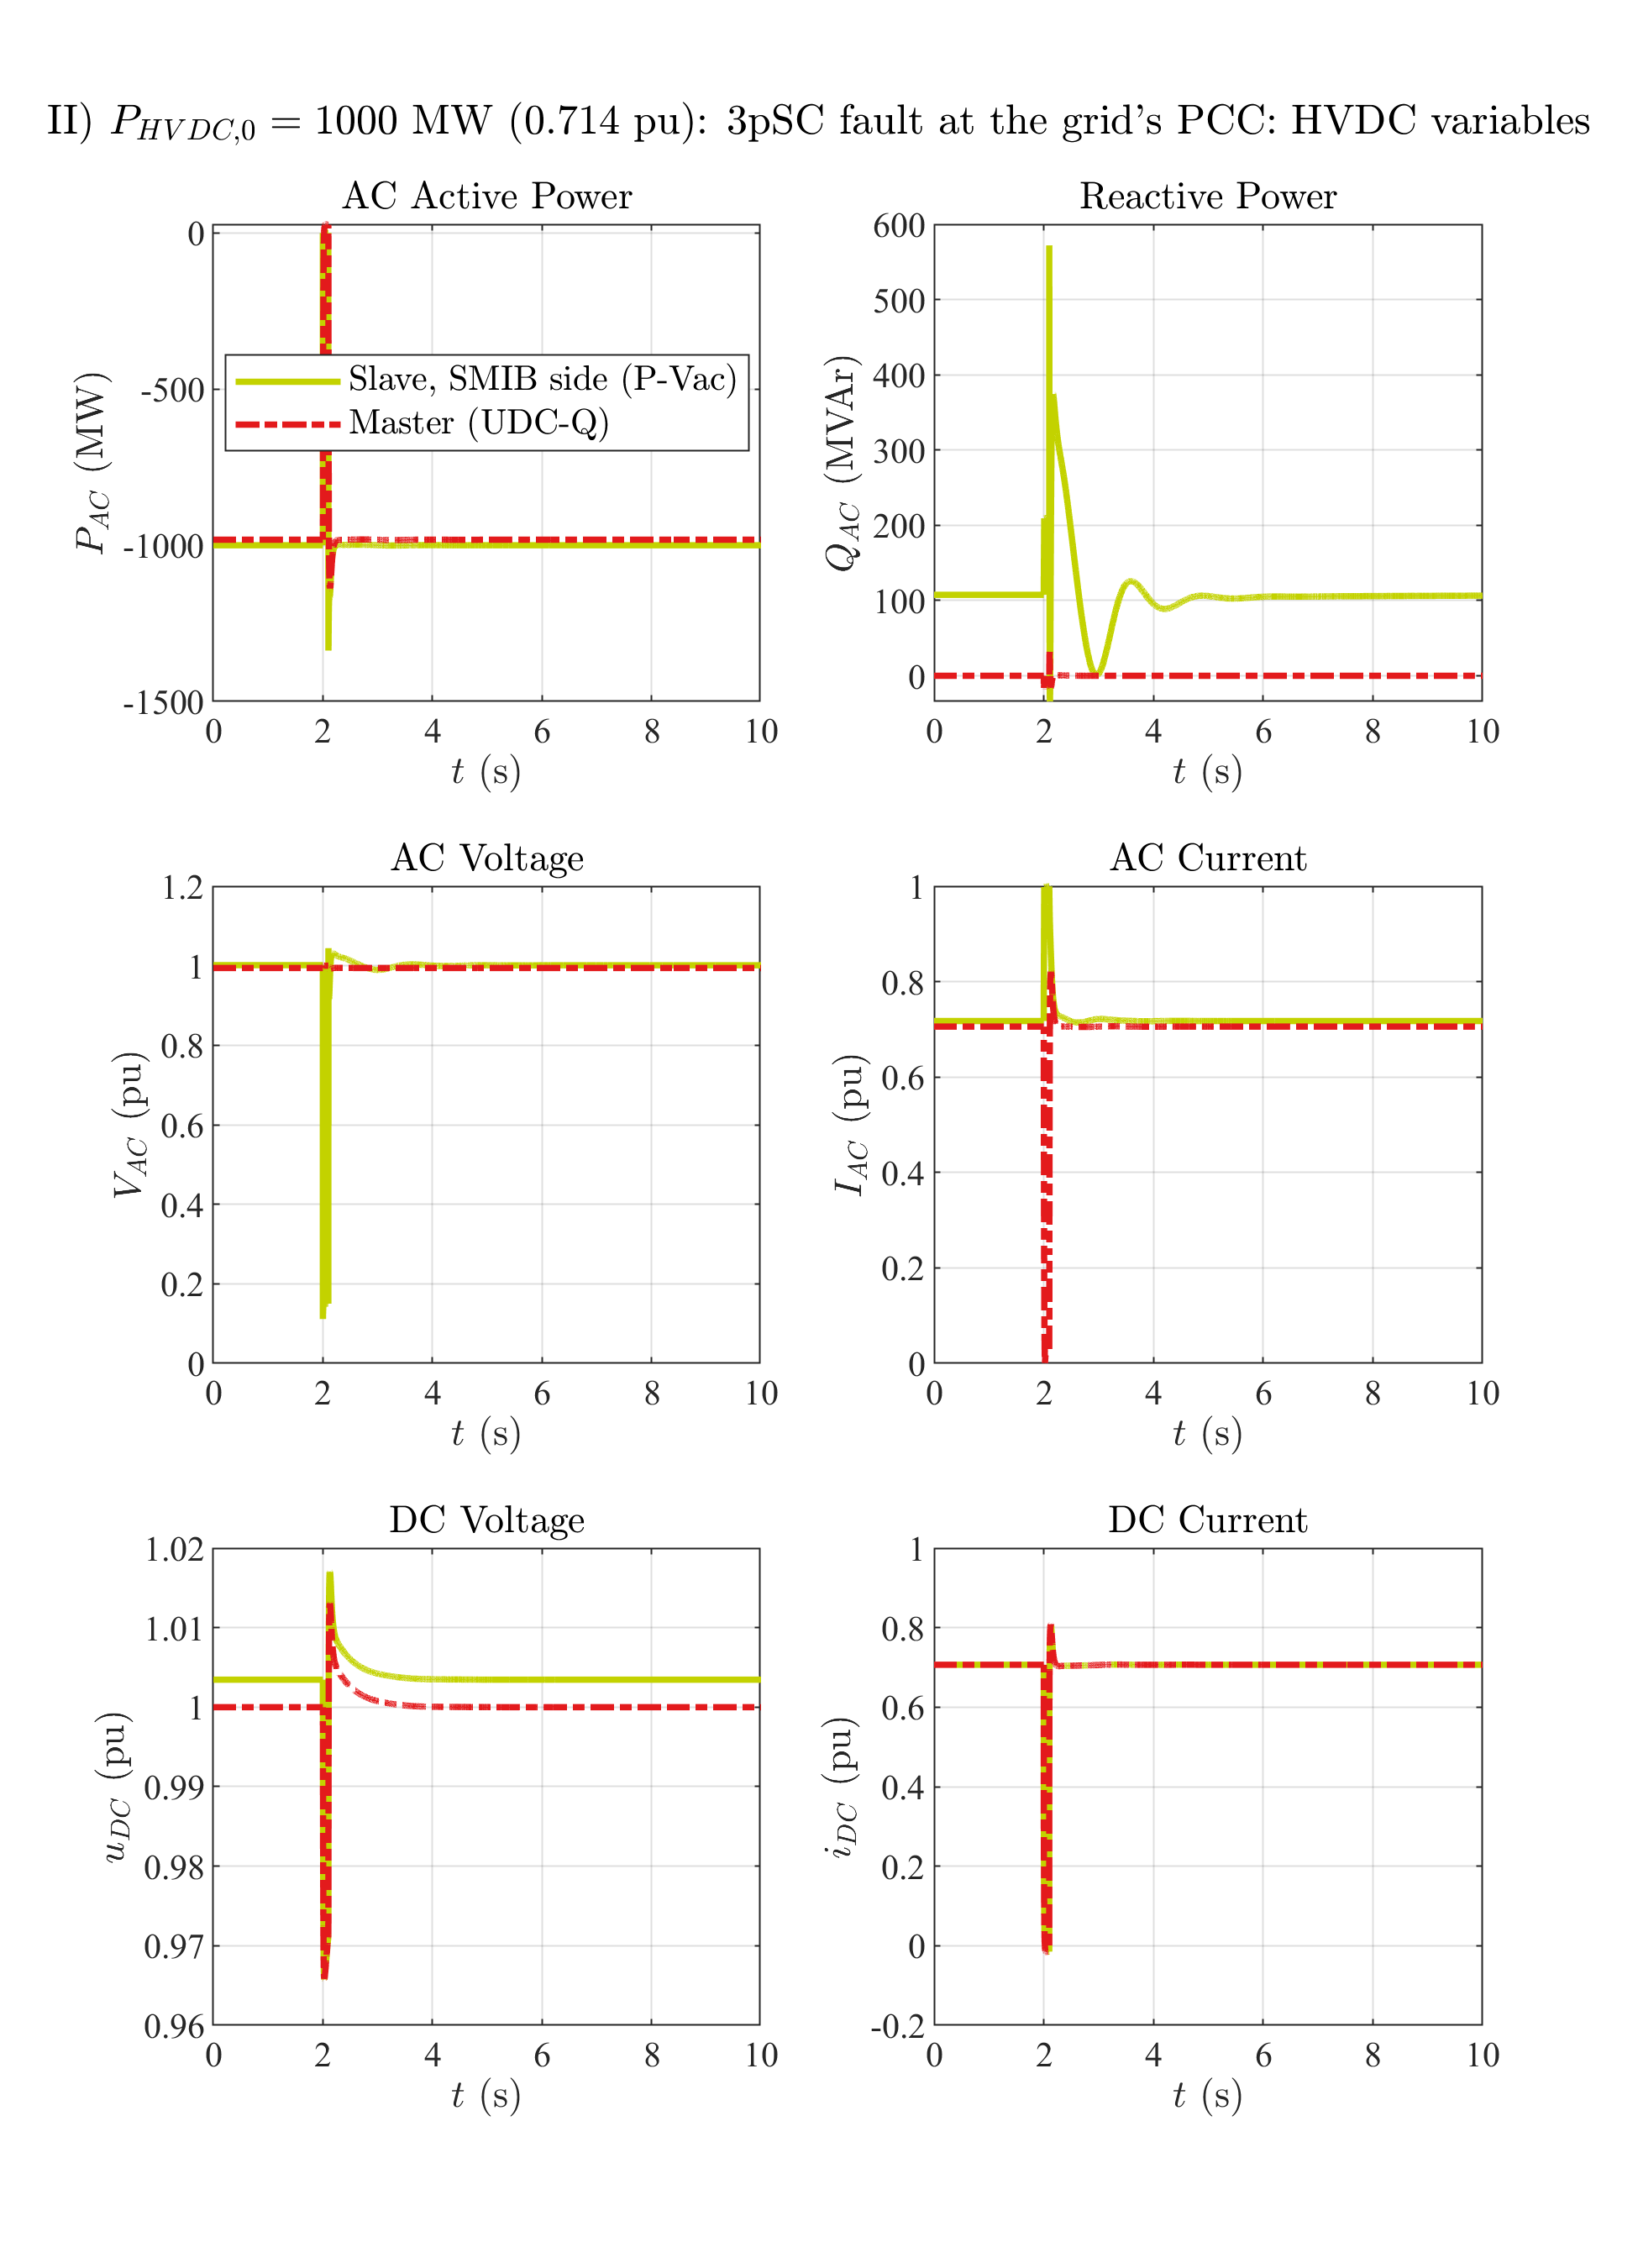 II) P_{HVDC,0} = 1000 MW (0.714 pu): 3pSC fault at the grid's PCC: HVDC variables
AC Active Power
0
-500
-1000
-1500
P_{AC} (MW)
Slave, SMIB side (P-Vac)
Master (UDC-Q)
0 2 4 6 8 10
t (s)
Reactive Power
600
500
400
300
200
100
0
Q_{AC} (MVAr)
0 2 4 6 8 10
t (s)
AC Voltage
1.2
1
0.8
0.6
0.4
0.2
0
V_{AC} (pu)
0 2 4 6 8 10
t (s)
AC Current
1
0.8
0.6
0.4
0.2
0
I_{AC} (pu)
0 2 4 6 8 10
t (s)
DC Voltage
1.02
1.01
1
0.99
0.98
0.97
0.96
u_{DC} (pu)
0 2 4 6 8 10
t (s)
DC Current
1
0.8
0.6
0.4
0.2
0
-0.2
i_{DC} (pu)
0 2 4 6 8 10
t (s)